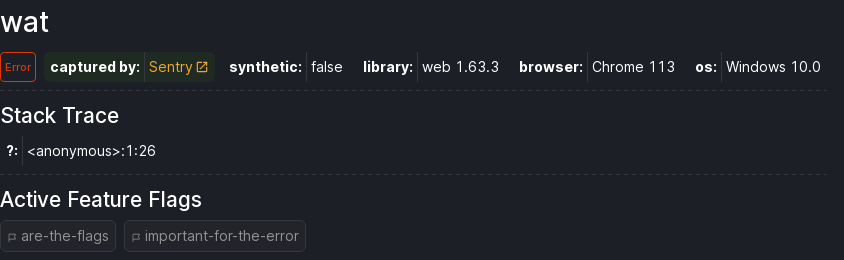 wat
Error captured by: Sentry synthetic: false library: web 1.63.3 browser: Chrome 113 os: Windows 10.0
Stack Trace
?: <anonymous>:1:26
Active Feature Flags
are-the-flags important-for-the-error